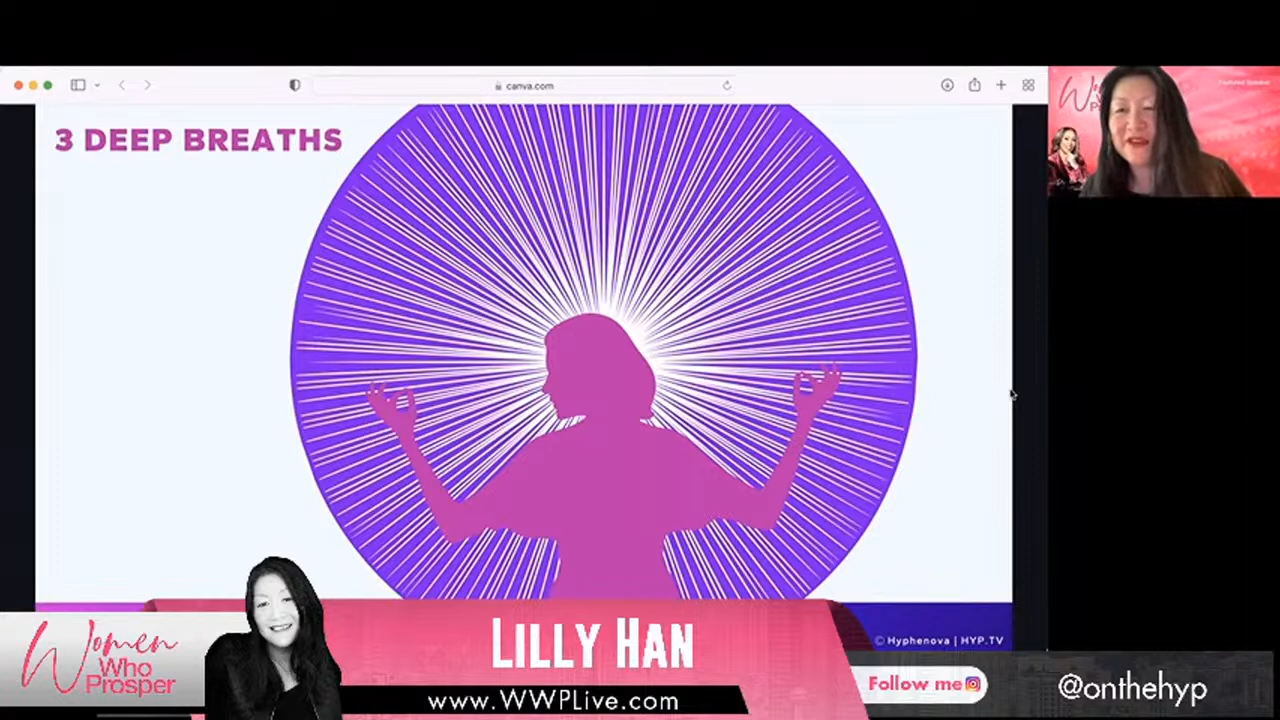 canva.com
3 DEEP BREATHS
© Hyphenova | HYP.TV
Women
Who
Prosper
LILLY HAN
www.WWPLive.com
Follow me
@onthehyp